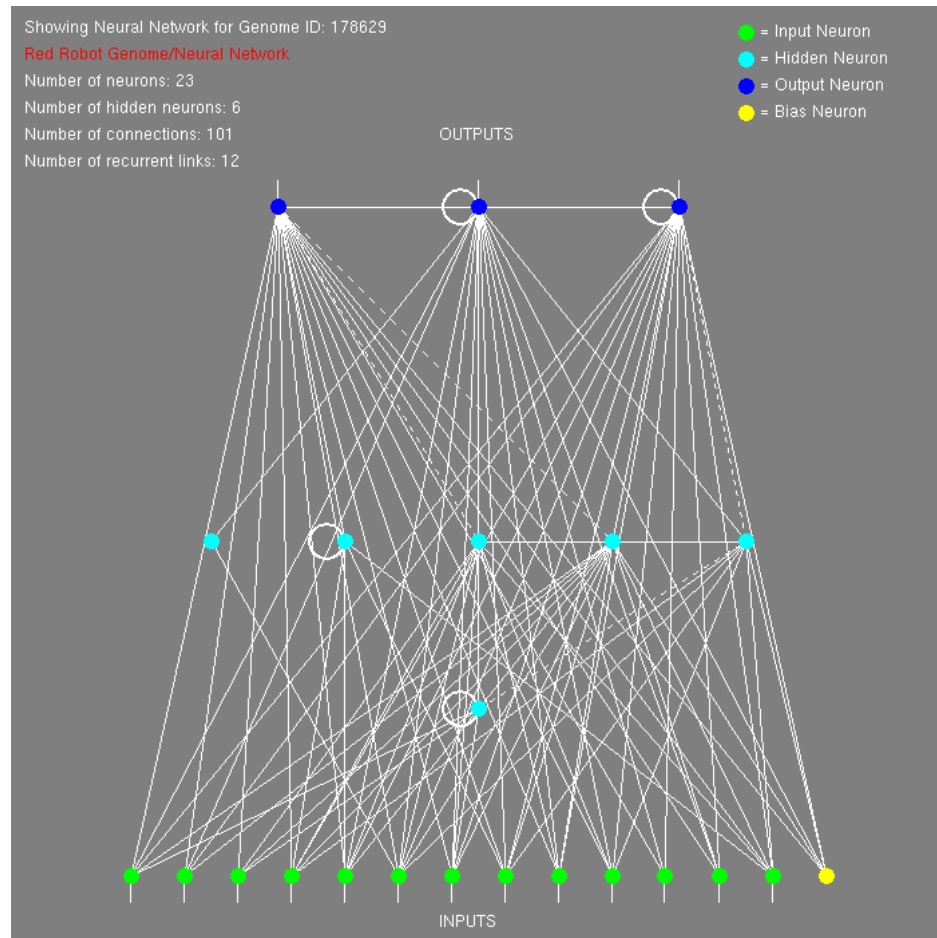 Showing Neural Network for Genome ID: 178629
Red Robot Genome/Neural Network
Number of neurons: 23
Number of hidden neurons: 6
Number of connections: 101
Number of recurrent links: 12
= Input Neuron
= Hidden Neuron
= Output Neuron
= Bias Neuron
OUTPUTS
INPUTS